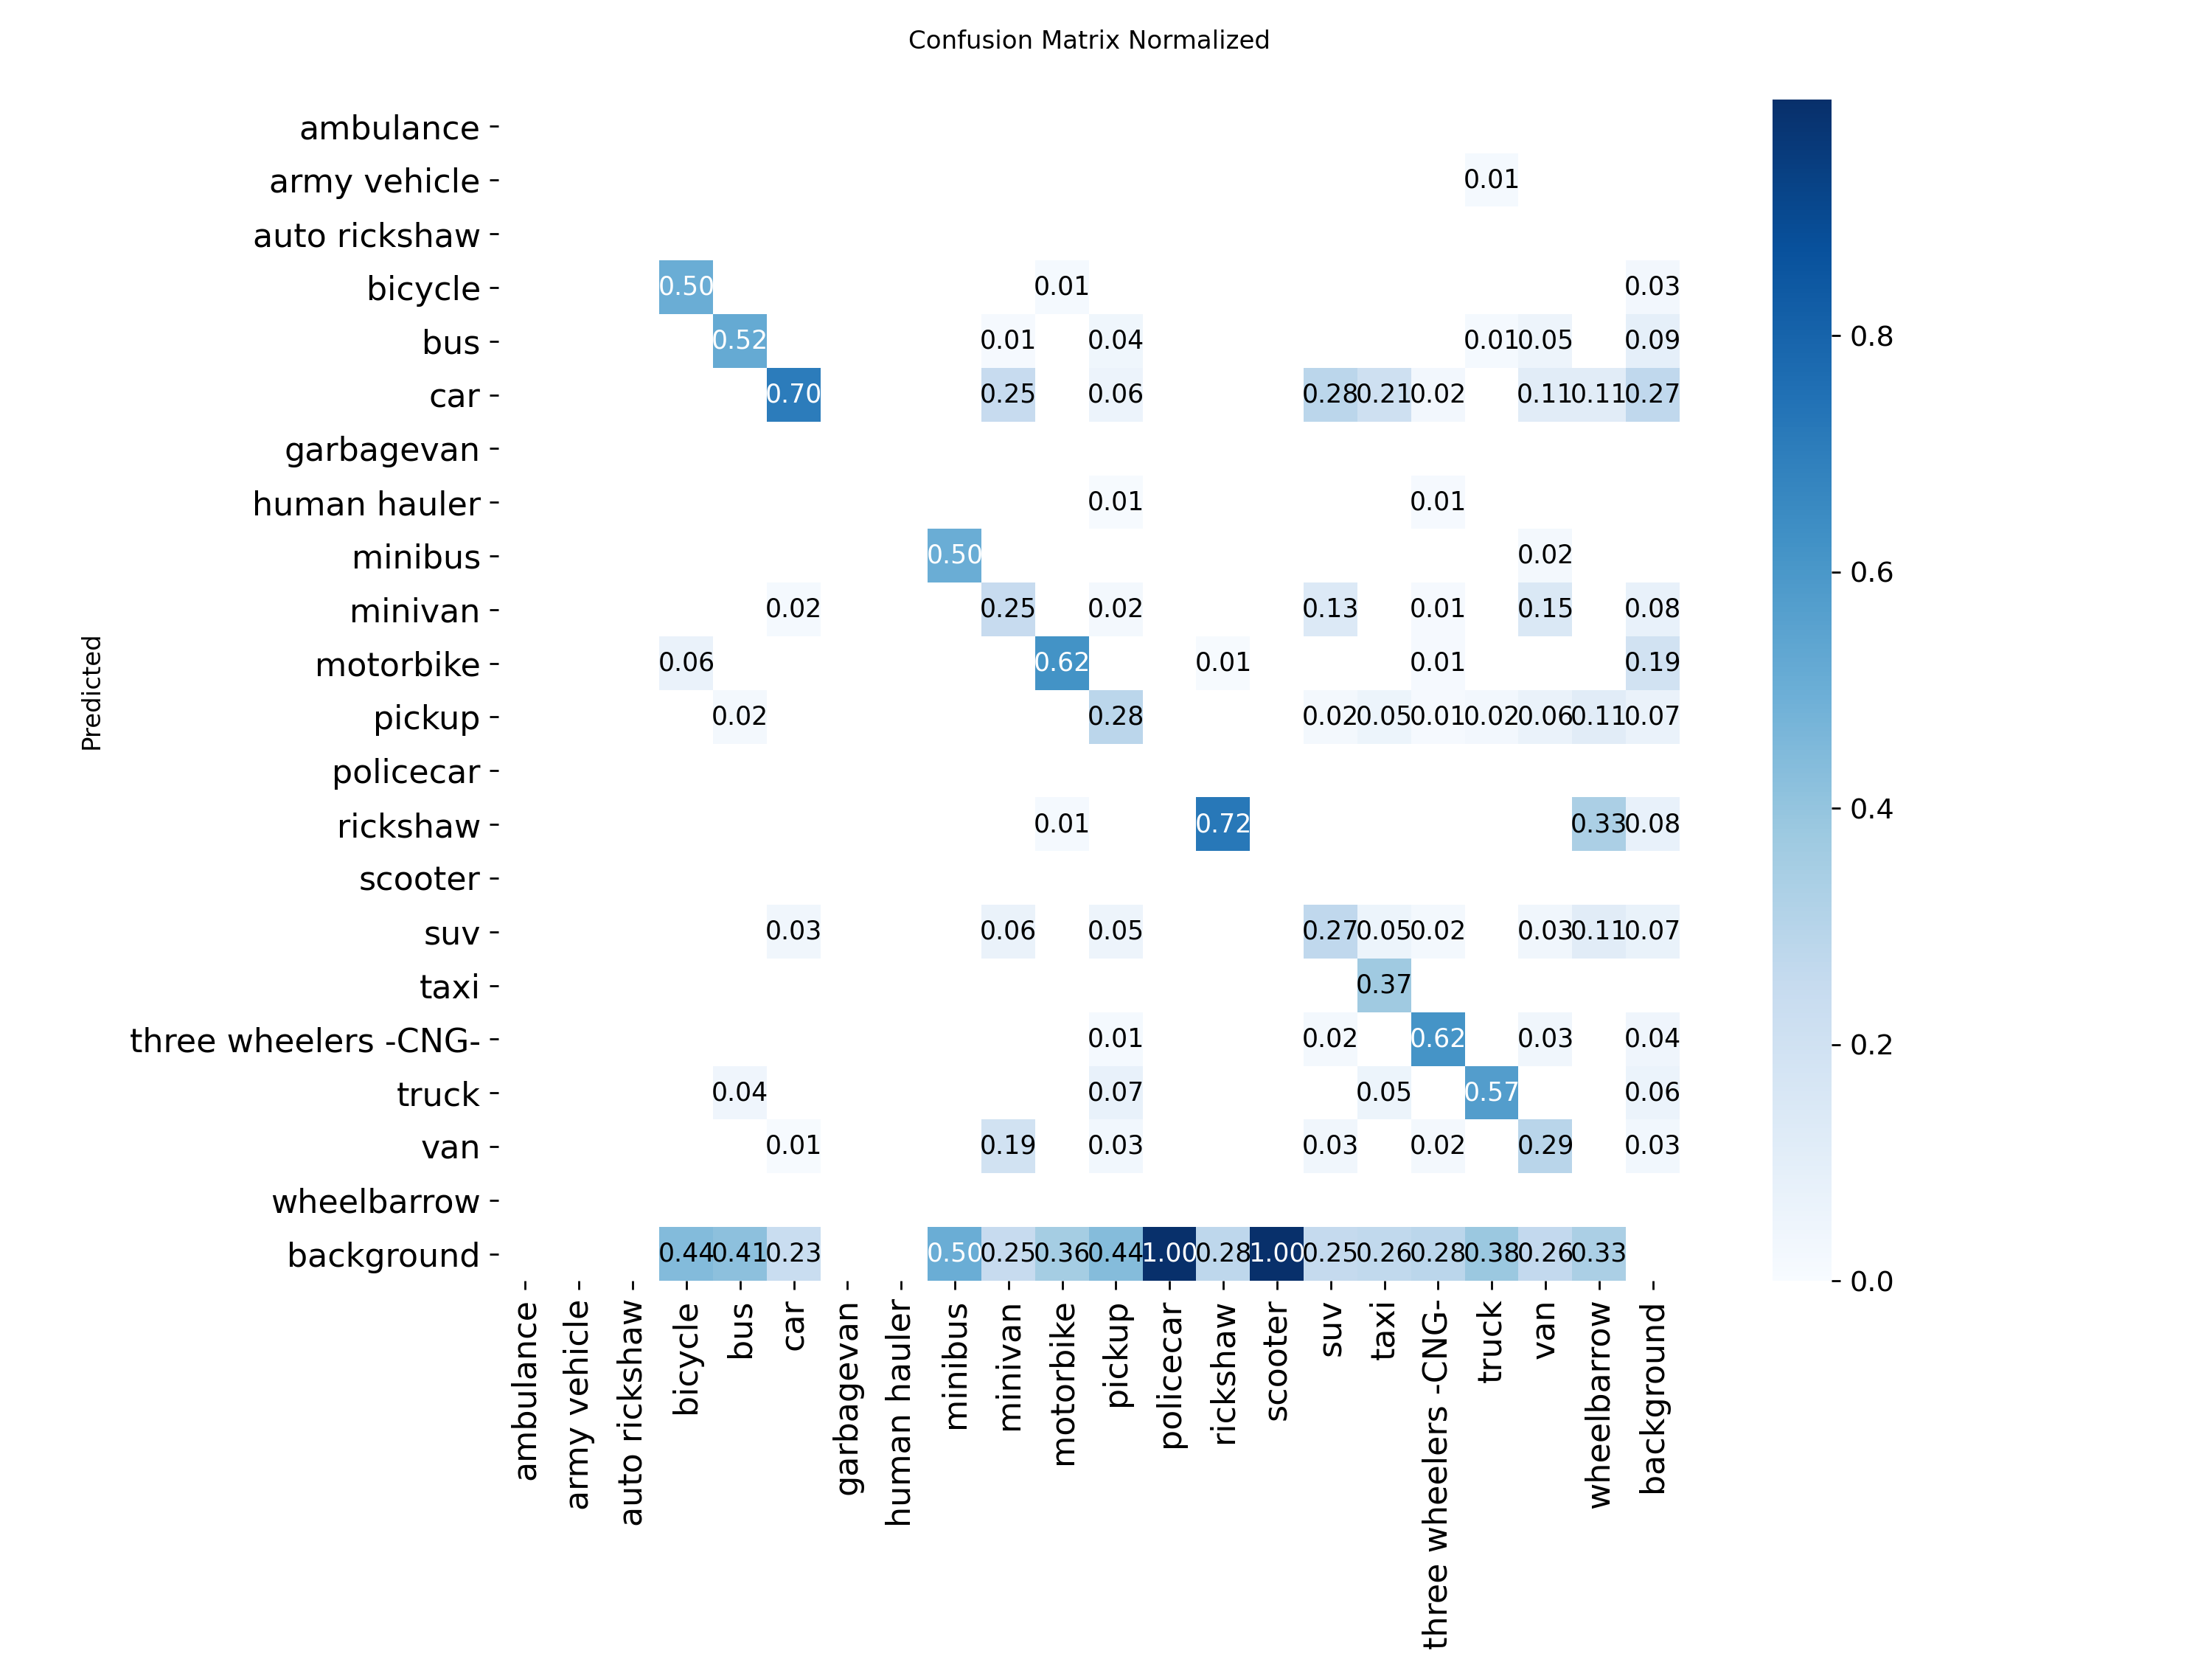 Confusion Matrix Normalized
ambulance
army vehicle 0.01
auto rickshaw
bicycle 0.50 0.01 0.03
bus 0.52 0.01 0.04 0.01 0.05 0.09
car 0.70 0.25 0.06 0.28 0.21 0.02 0.11 0.11 0.27
garbagevan
human hauler 0.01 0.01
minibus 0.50 0.02
minivan 0.02 0.25 0.02 0.13 0.01 0.15 0.08
motorbike 0.06 0.62 0.01 0.01 0.19
pickup 0.02 0.28 0.02 0.05 0.01 0.02 0.06 0.11 0.07
policecar
rickshaw 0.01 0.72 0.33 0.08
scooter
suv 0.03 0.06 0.05 0.27 0.05 0.02 0.03 0.11 0.07
taxi 0.37
three wheelers -CNG- 0.01 0.02 0.62 0.03 0.04
truck 0.04 0.07 0.05 0.57 0.06
van 0.01 0.19 0.03 0.03 0.02 0.29 0.03
wheelbarrow
background 0.44 0.41 0.23 0.50 0.25 0.36 0.44 1.00 0.28 1.00 0.25 0.26 0.28 0.38 0.26 0.33
Predicted
ambulance
army vehicle
auto rickshaw
bicycle
bus
car
garbagevan
human hauler
minibus
minivan
motorbike
pickup
policecar
rickshaw
scooter
suv
taxi
three wheelers -CNG-
truck
van
wheelbarrow
background
0.8
0.6
0.4
0.2
0.0